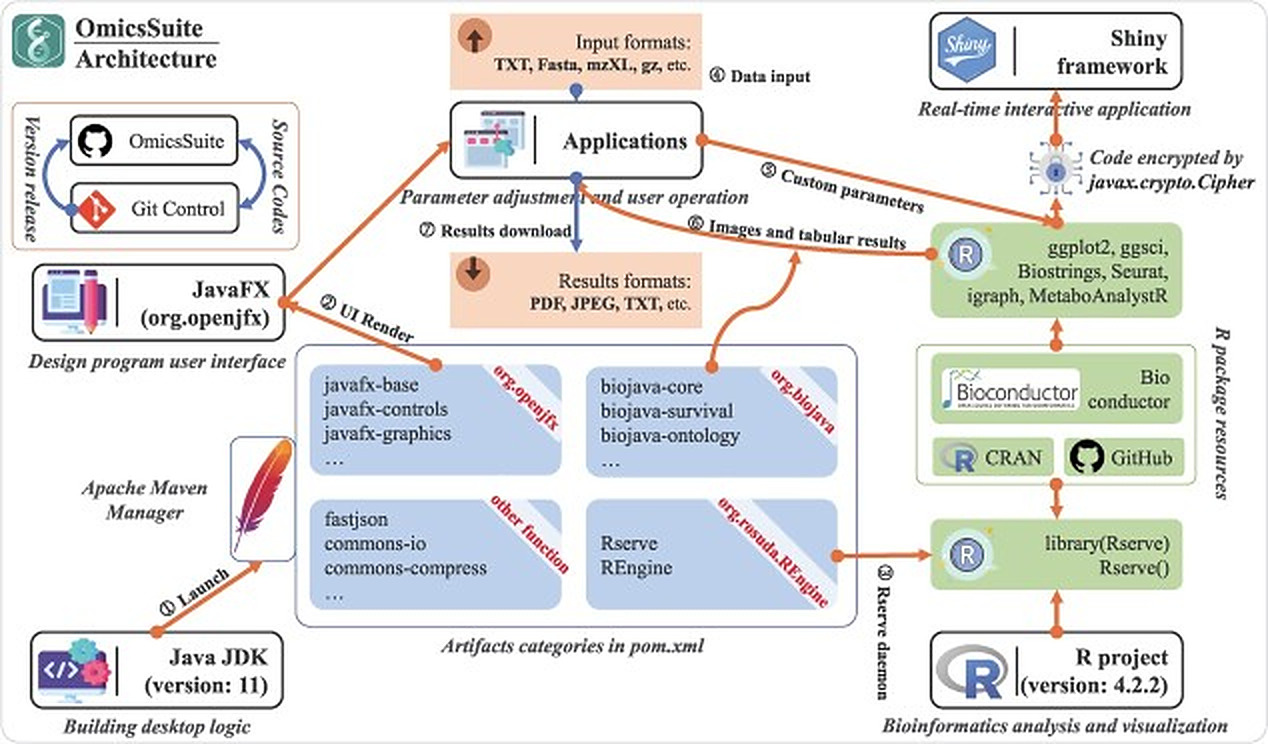 OmicsSuite
Architecture
Input formats:
TXT, Fasta, mzXL, gz, etc.
④ Data input
Shiny
Shiny
framework
Real-time interactive application
Version release
OmicsSuite
Git Control
Source Codes
Applications
Parameter adjustment and user operation
⑤ Custom parameters
Code encrypted by
javax.crypto.Cipher
⑦ Results download
⑥ Images and tabular results
Results formats:
PDF, JPEG, TXT, etc.
R
ggplot2, ggsci,
Biostrings, Seurat,
igraph, MetaboAnalystR
JavaFX
(org.openjfx)
Design program user interface
② UI Render
javafx-base
javafx-controls
javafx-graphics
...
org.openjfx
biojava-core
biojava-survival
biojava-ontology
...
org.biojava
fastjson
commons-io
commons-compress
...
other function
Rserve
REngine
org.rosuda.REngine
Artifacts categories in pom.xml
Apache Maven
Manager
① Launch
Java JDK
(version: 11)
Building desktop logic
③ Rserve daemon
Bioconductor
Bio
conductor
R
CRAN
GitHub
R package resources
R
library(Rserve)
Rserve()
R
R project
(version: 4.2.2)
Bioinformatics analysis and visualization